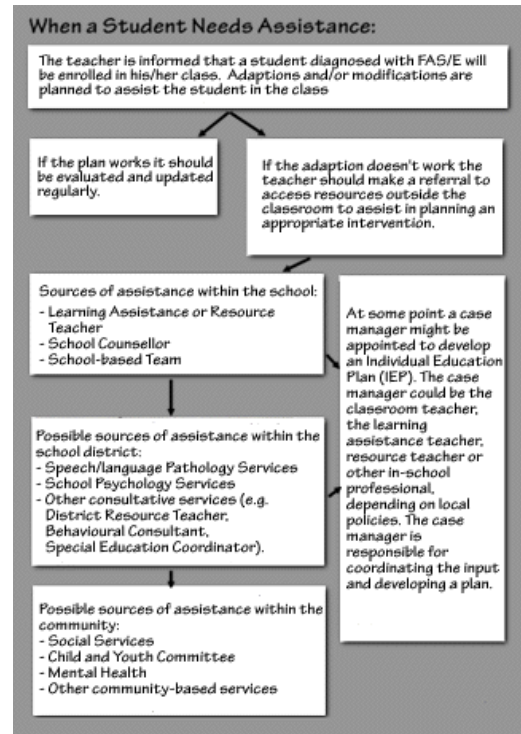 When a Student Needs Assistance:
The teacher is informed that a student diagnosed with FAS/E will
be enrolled in his/her class. Adaptions and/or modifications are
planned to assist the student in the class
If the plan works it should
be evaluated and updated
regularly.
If the adaption doesn't work the
teacher should make a referral to
access resources outside the
classroom to assist in planning an
appropriate intervention.
Sources of assistance within the school:
- Learning Assistance or Resource
Teacher
- School Counsellor
- School-based Team
At some point a case
manager might be
appointed to develop
an Individual Education
Plan (IEP). The case
manager could be the
classroom teacher,
the learning
assistance teacher,
resource teacher or
other in-school
professional,
depending on local
policies. The case
manager is
responsible for
coordinating the input
and developing a plan.
Possible sources of assistance within the
school district:
- Speech/language Pathology Services
- School Psychology Services
- Other consultative services (e.g.
District Resource Teacher,
Behavioural Consultant,
Special Education Coordinator).
Possible sources of assistance within the
community:
- Social Services
- Child and Youth Committee
- Mental Health
- Other community-based services